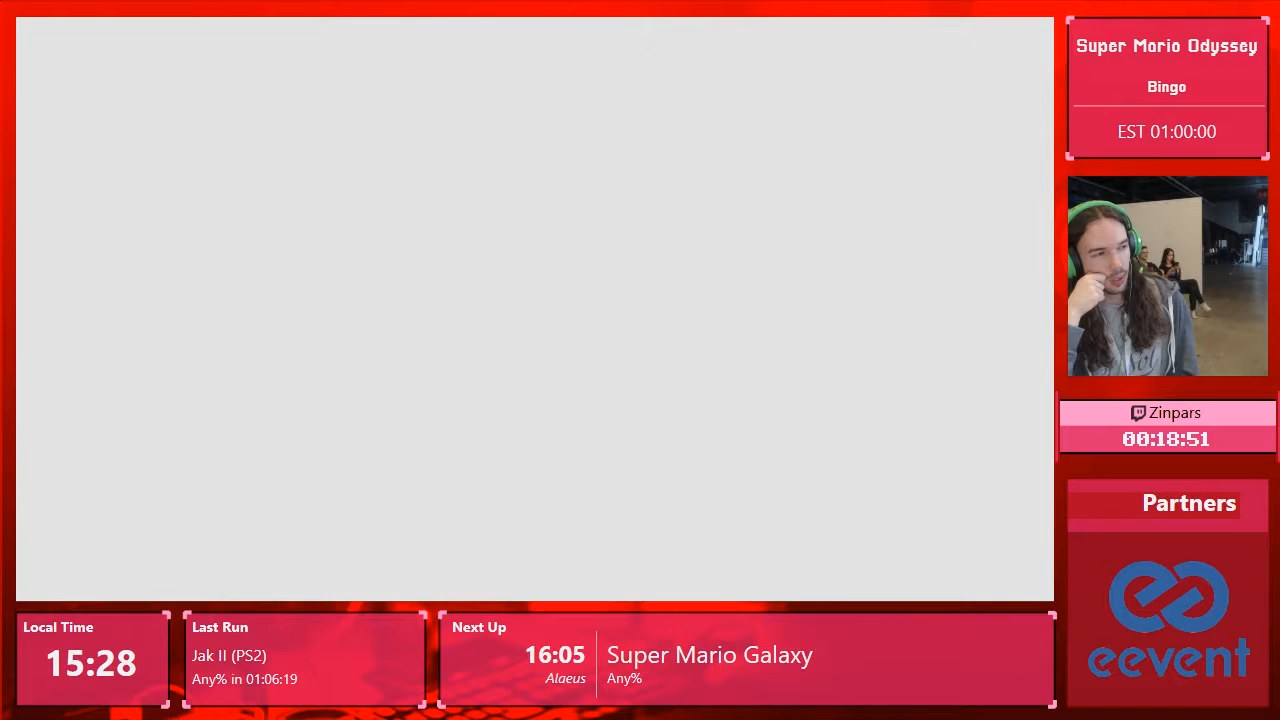 Super Mario Odyssey
Bingo
EST 01:00:00
Zinpars
00:18:51
Partners
eevent
Local Time
15:28
Last Run
Jak II (PS2)
Any% in 01:06:19
Next Up
16:05
Alaeus
Super Mario Galaxy
Any%